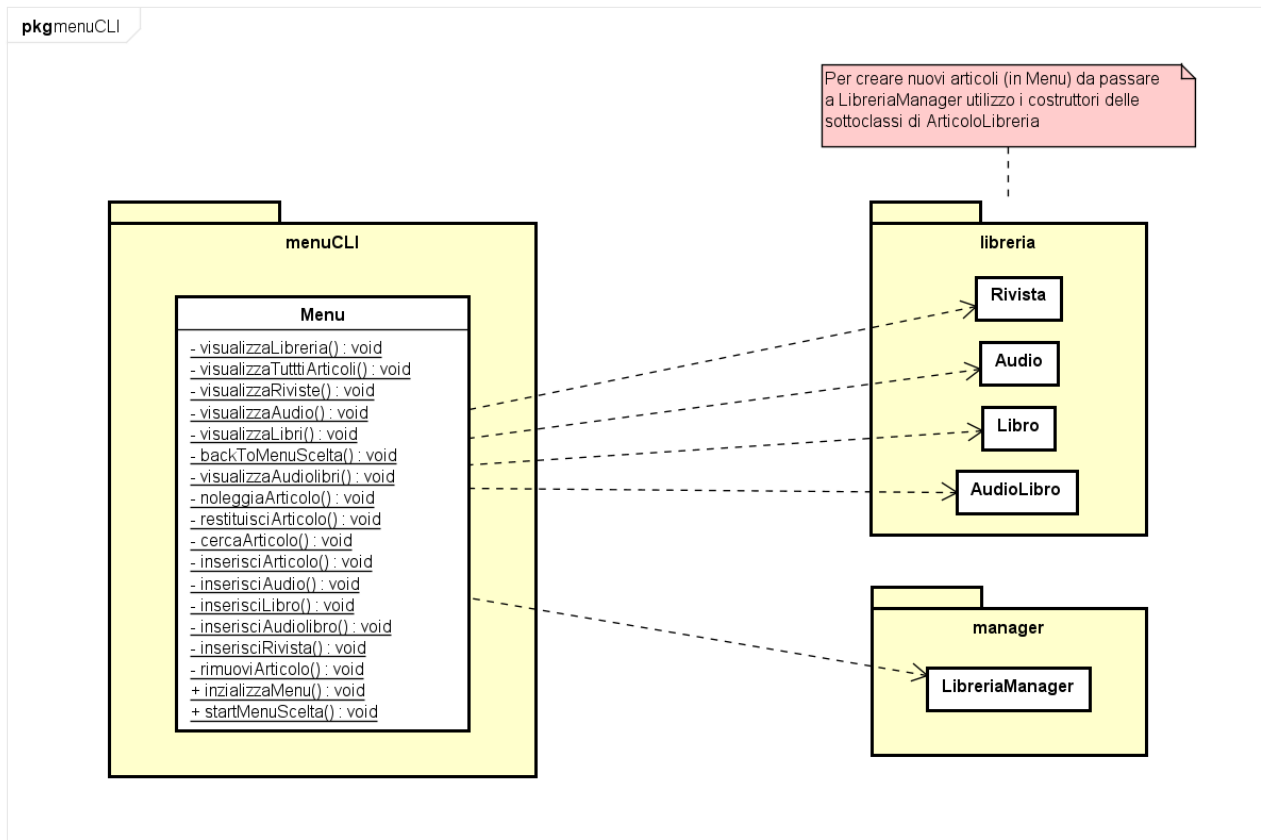 pkg menuCLI
Per creare nuovi articoli (in Menu) da passare
a LibreriaManager utilizzo i costruttori delle
sottoclassi di ArticoloLibreria
menuCLI
Menu
- visualizzaLibreria() : void
- visualizzaTutttiArticoli() : void
- visualizzaRiviste() : void
- visualizzaAudio() : void
- visualizzaLibri() : void
- backToMenuScelta() : void
- visualizzaAudiolibri() : void
- noleggiaArticolo() : void
- restituisciArticolo() : void
- cercaArticolo() : void
- inserisciArticolo() : void
- inserisciAudio() : void
- inserisciLibro() : void
- inserisciAudiolibro() : void
- inserisciRivista() : void
- rimuoviArticolo() : void
+ inzializzaMenu() : void
+ startMenuScelta() : void
libreria
Rivista
Audio
Libro
AudioLibro
manager
LibreriaManager